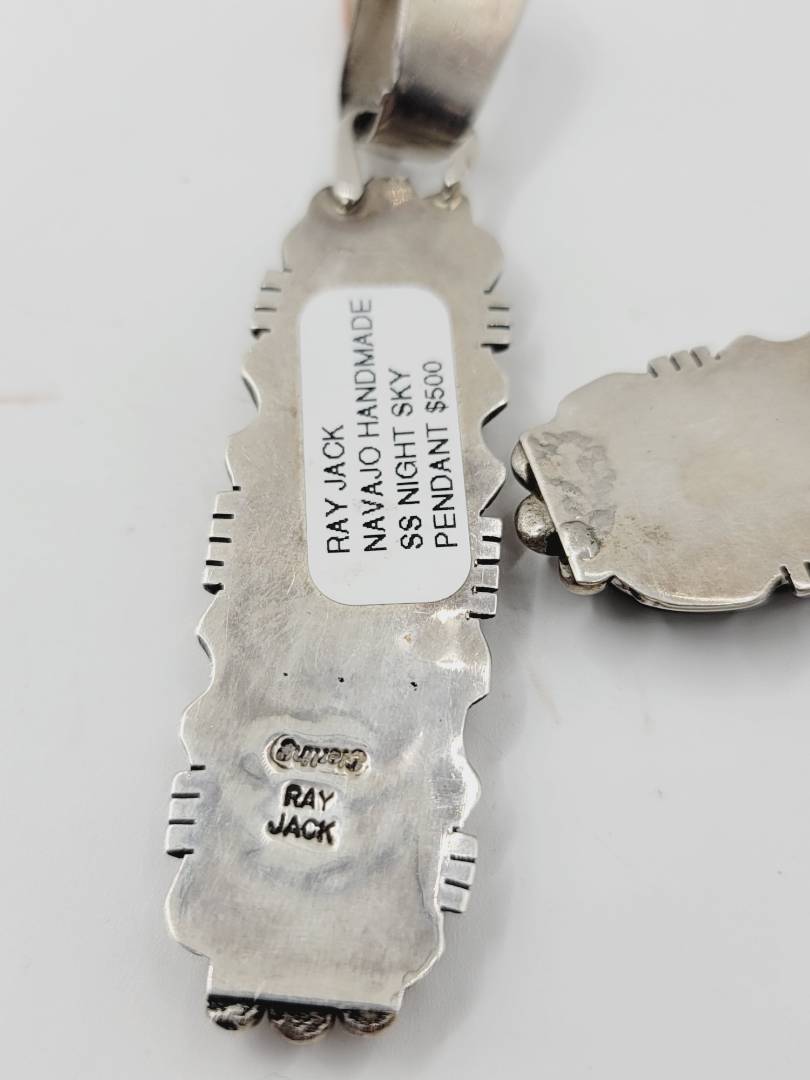 RAY JACK
NAVAJO HANDMADE
SS NIGHT SKY
PENDANT $500
Sterling
RAY
JACK